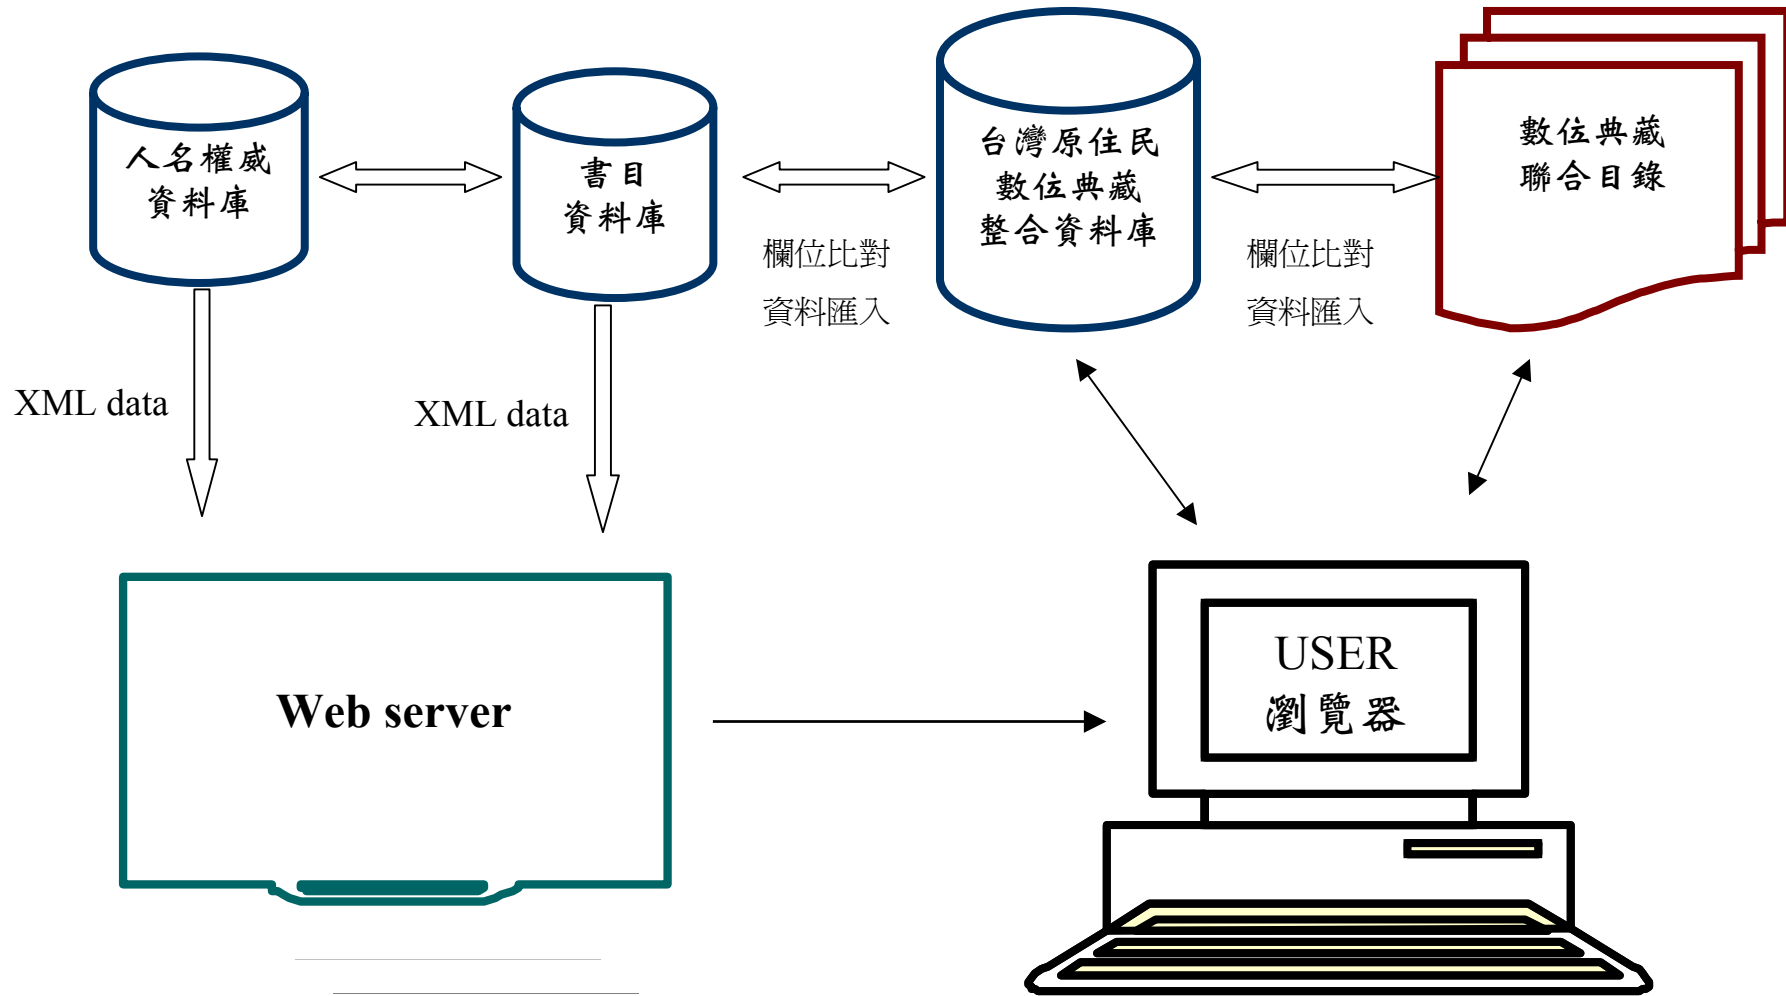 人名權威
資料庫
書目
資料庫
台灣原住民
數位典藏
整合資料庫
數位典藏
聯合目錄
欄位比對
資料匯入
欄位比對
資料匯入
XML data
XML data
Web server
USER
瀏覽器